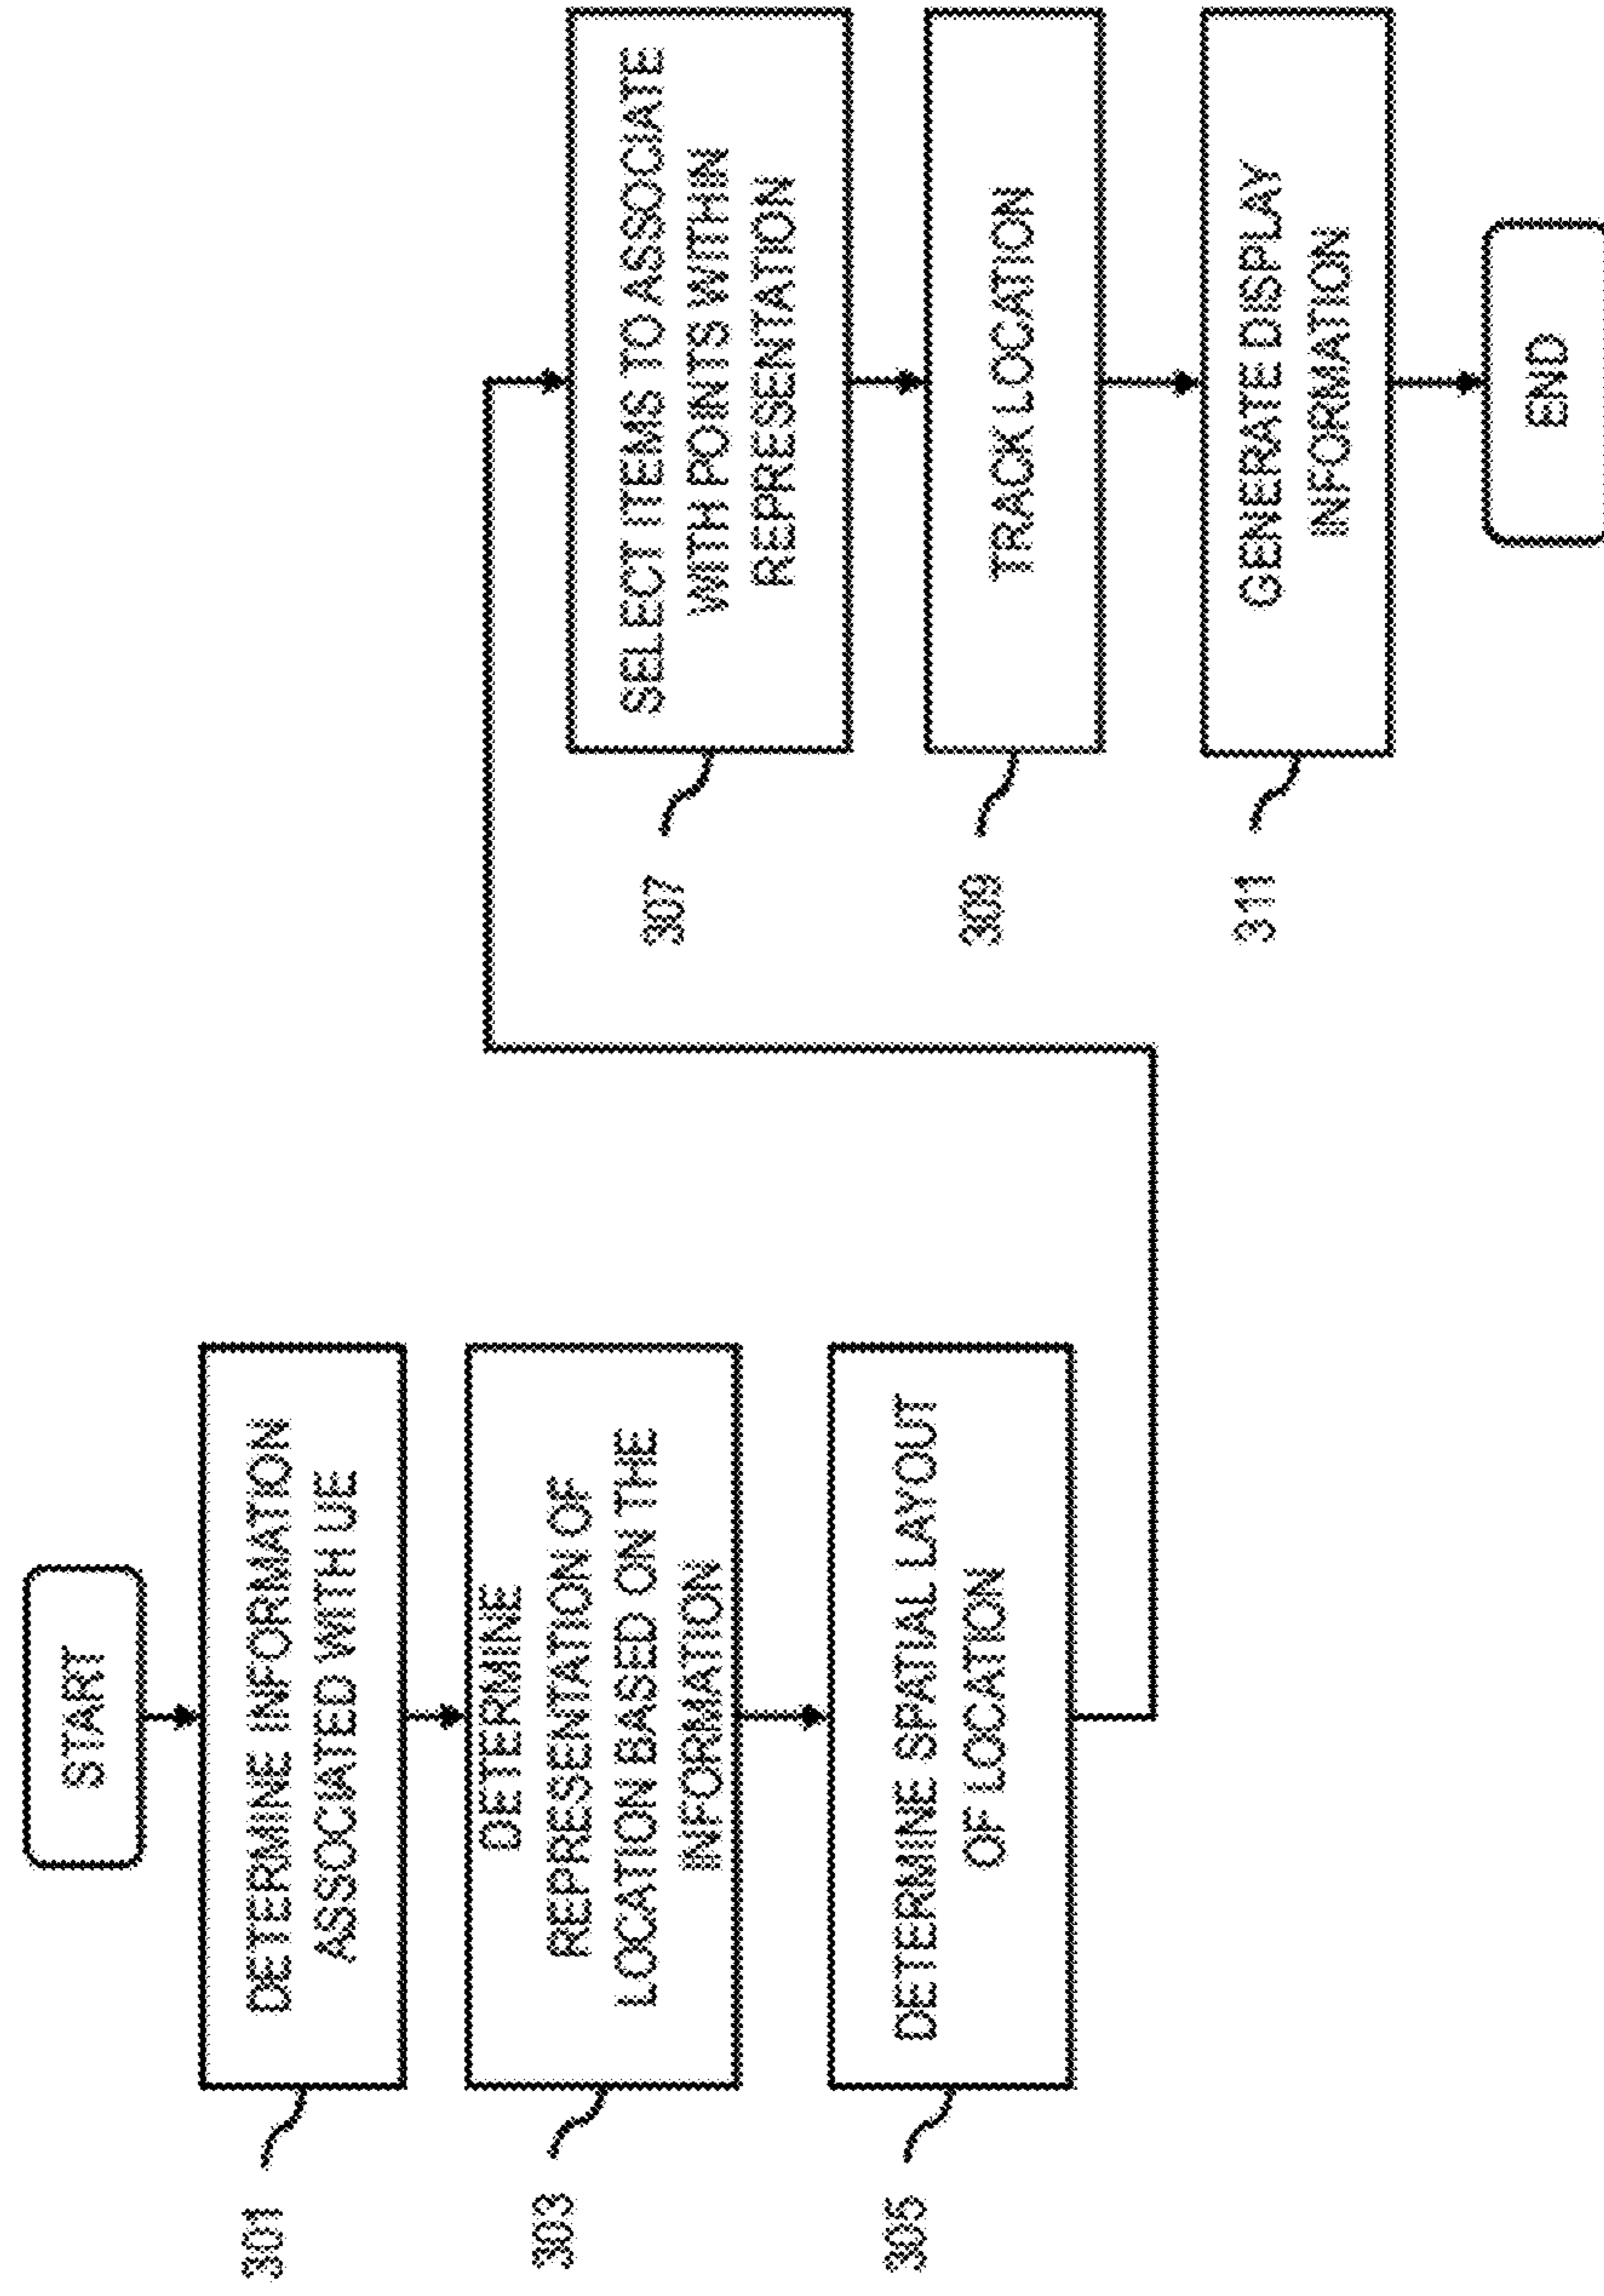 START
301
DETERMINE INFORMATION
ASSOCIATED WITH UE
303
DETERMINE
REPRESENTATION OF
LOCATION BASED ON THE
INFORMATION
305
DETERMINE SPATIAL LAYOUT
OF LOCATION
307
SELECT ITEMS TO ASSOCIATE
WITH POINTS WITHIN
REPRESENTATION
309
TRACK LOCATION
311
GENERATE DISPLAY
INFORMATION
END